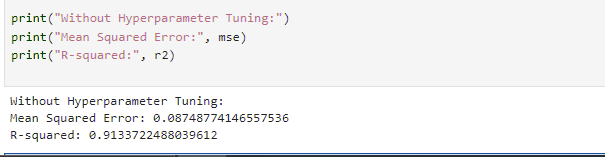 print("Without Hyperparameter Tuning:")
print("Mean Squared Error:", mse)
print("R-squared:", r2)
Without Hyperparameter Tuning:
Mean Squared Error: 0.08748774146557536
R-squared: 0.9133722488039612